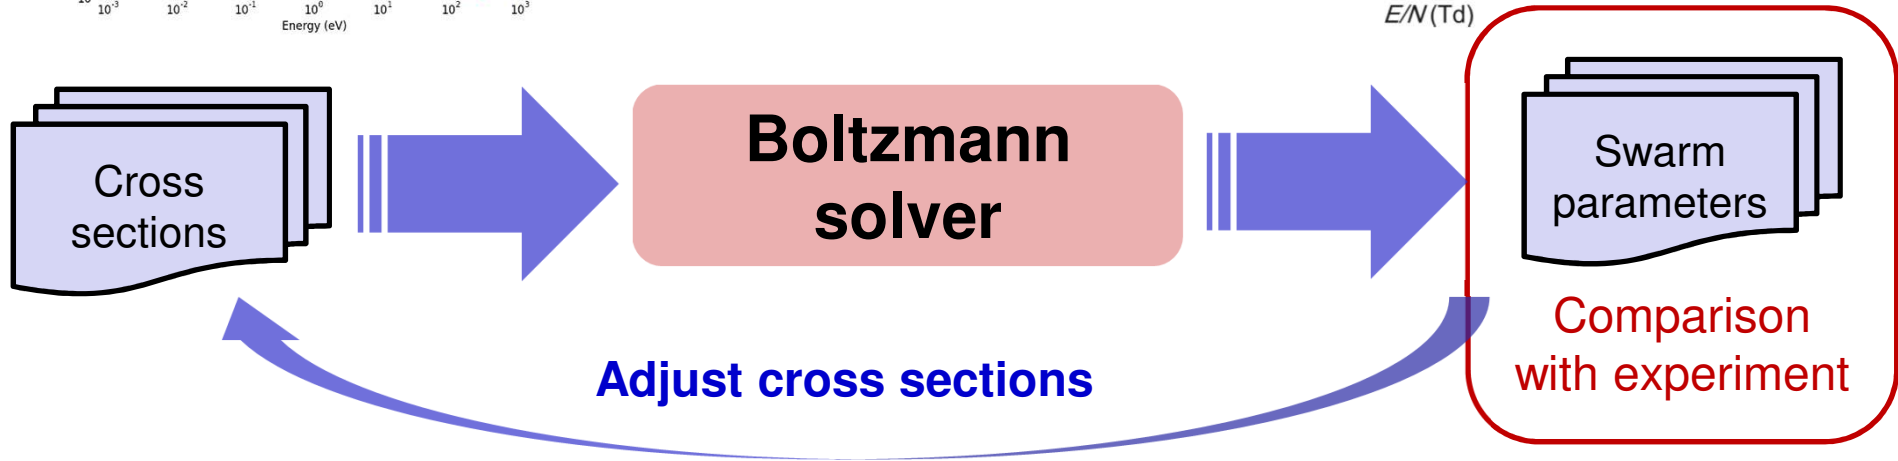 10⁻³ 10⁻² 10⁻¹ 10⁰ 10¹ 10² 10³
Energy (eV)
E/N (Td)
Cross
sections
Boltzmann
solver
Swarm
parameters
Comparison
with experiment
Adjust cross sections